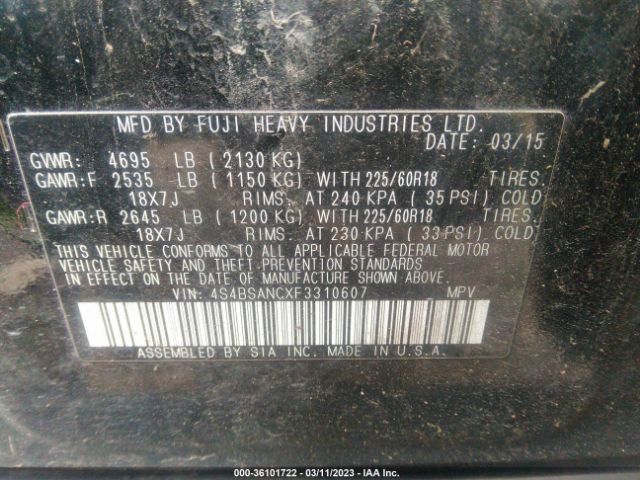 MFD BY FUJI HEAVY INDUSTRIES LTD.
DATE: 03/15
GVWR: 4695 LB ( 2130 KG)
GAWR:F 2535 LB ( 1150 KG) WITH 225/60R18 TIRES.
18X7J RIMS. AT 240 KPA ( 35 PSI) COLD
GAWR:R 2645 LB ( 1200 KG) WITH 225/60R18 TIRES.
18X7J RIMS. AT 230 KPA ( 33 PSI) COLD
THIS VEHICLE CONFORMS TO ALL APPLICABLE FEDERAL MOTOR
VEHICLE SAFETY AND THEFT PREVENTION STANDARDS
IN EFFECT ON THE DATE OF MANUFACTURE SHOWN ABOVE.
VIN: 4S4BSANCXF3310607 MPV
ASSEMBLED BY SIA INC. MADE IN U.S.A.
000-36101722 - 03/11/2023 - IAA Inc.